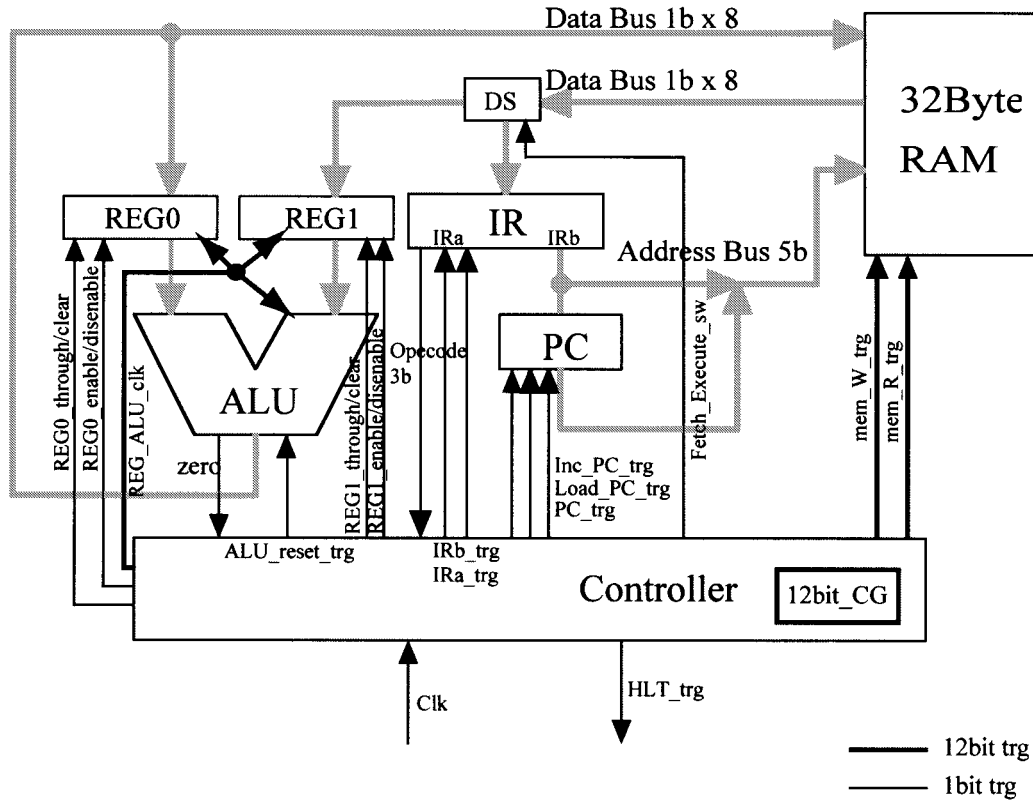 Data Bus 1b x 8
Data Bus 1b x 8
DS
32Byte
RAM
REG0
REG1
IR
IRa
IRb
Address Bus 5b
PC
ALU
REG0_through/clear
REG0_enable/disenable
REG_ALU_clk
zero
REG1_through/clear
REG1_enable/disenable
Opecode
3b
Fetch_Execute_sw
mem_W_trg
mem_R_trg
Inc_PC_trg
Load_PC_trg
PC_trg
ALU_reset_trg
IRb_trg
IRa_trg
Controller
12bit_CG
Clk
HLT_trg
12bit trg
1bit trg